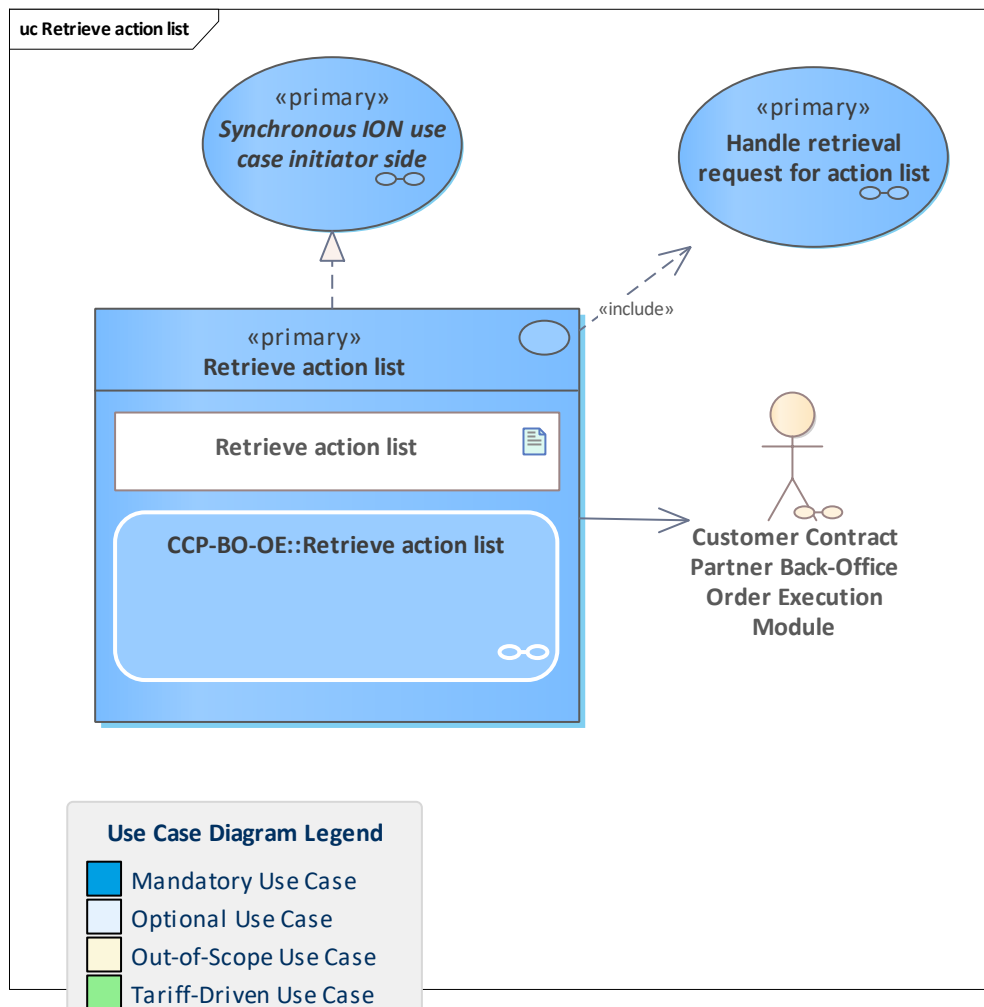 uc Retrieve action list
«primary»
Synchronous ION use
case initiator side
«primary»
Handle retrieval
request for action list
«include»
«primary»
Retrieve action list
Retrieve action list
CCP-BO-OE::Retrieve action list
Customer Contract
Partner Back-Office
Order Execution
Module
Use Case Diagram Legend
Mandatory Use Case
Optional Use Case
Out-of-Scope Use Case
Tariff-Driven Use Case